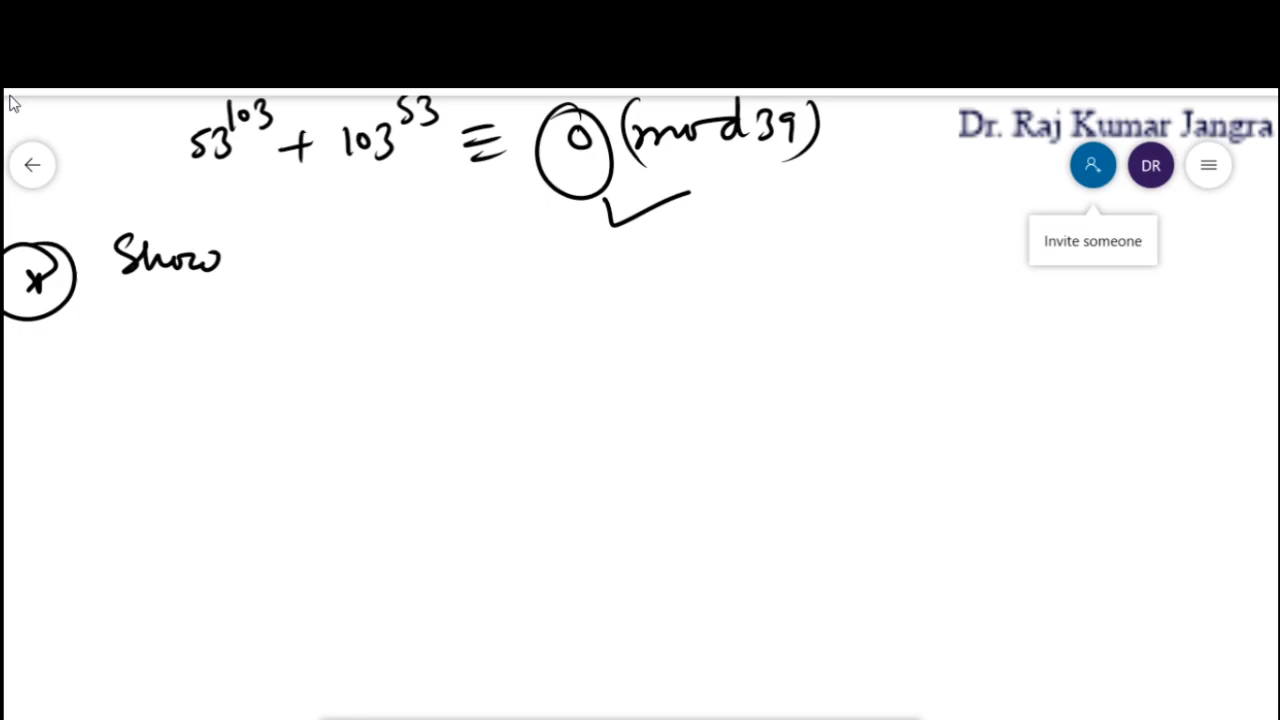 53^103 + 103^53 ≡ 0 (mod 39)
Dr. Raj Kumar Jangra
DR
Invite someone
* Show